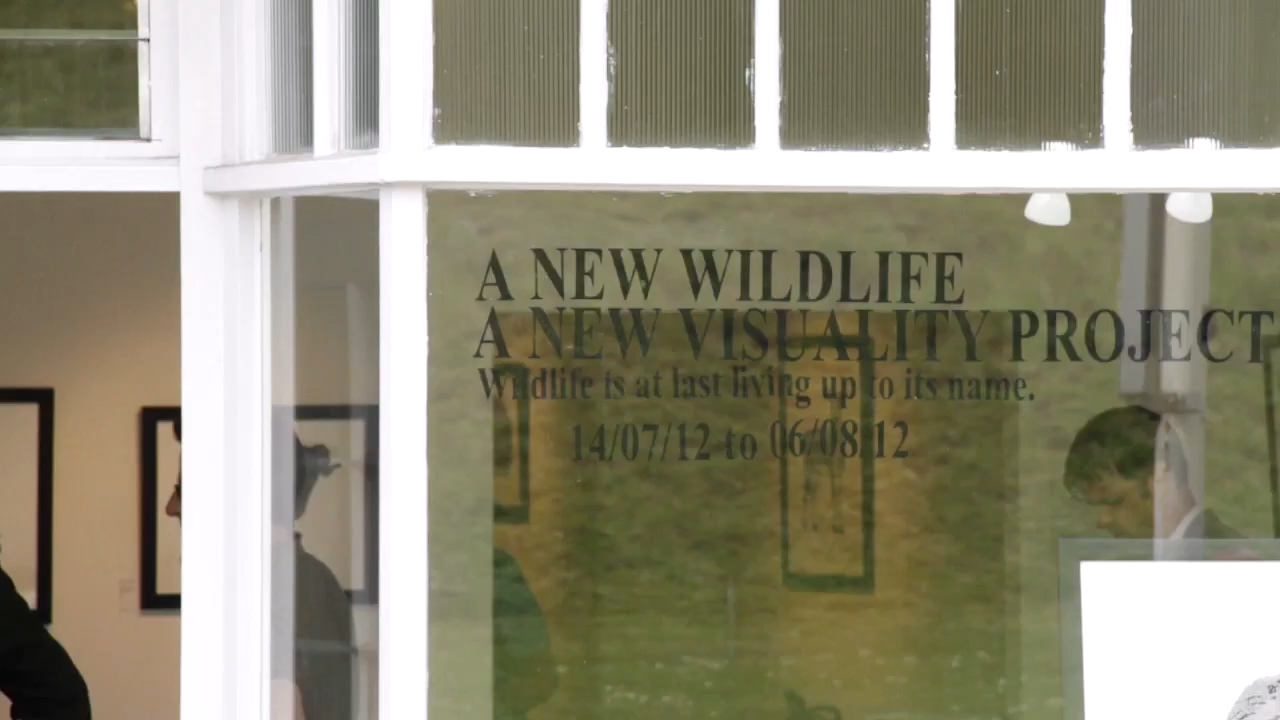 A NEW WILDLIFE
A NEW VISUALITY PROJECT
Wildlife is at last living up to its name.
14/07/12 to 06/08/12